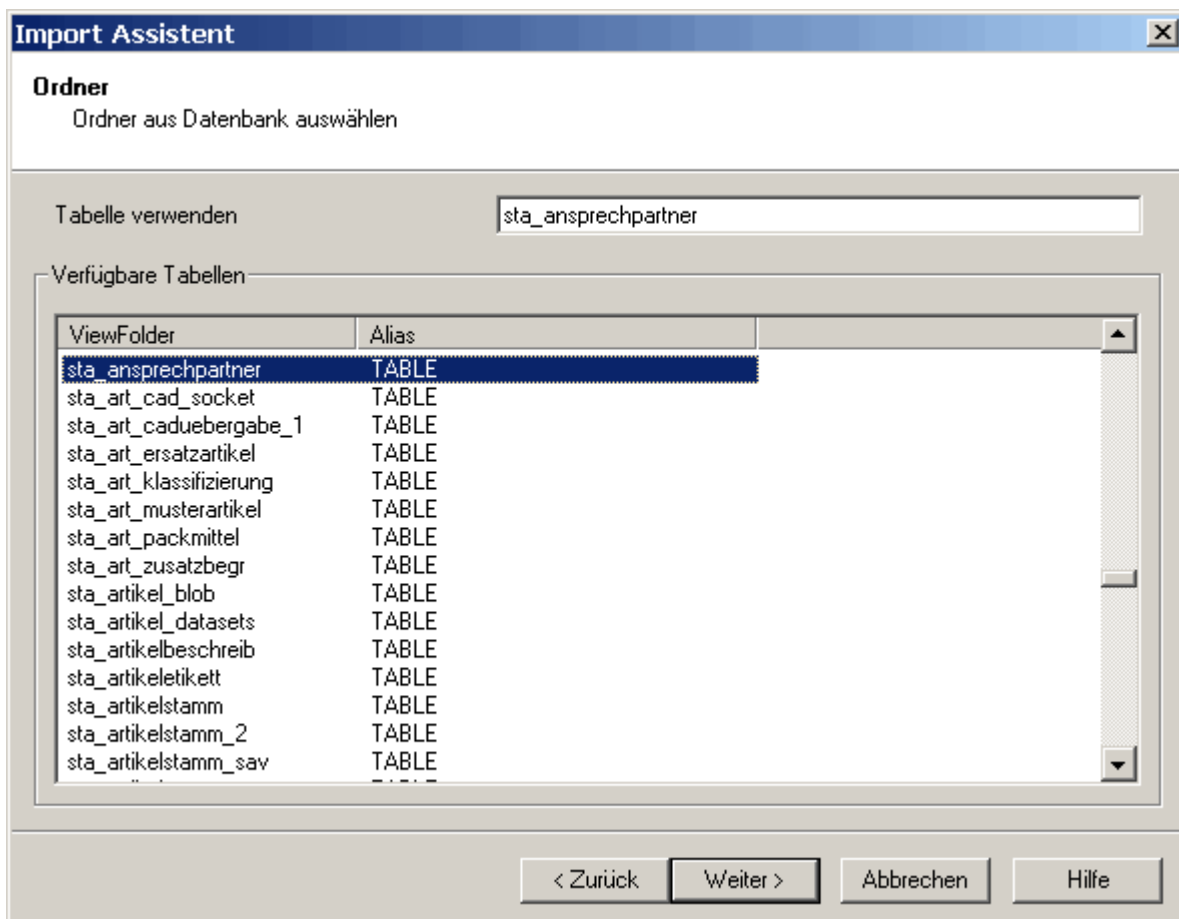 Import Assistent
Ordner
Ordner aus Datenbank auswählen
Tabelle verwenden sta_ansprechpartner
Verfügbare Tabellen
ViewFolder Alias
sta_ansprechpartner TABLE
sta_art_cad_socket TABLE
sta_art_caduebergabe_1 TABLE
sta_art_ersatzartikel TABLE
sta_art_klassifizierung TABLE
sta_art_musterartikel TABLE
sta_art_packmittel TABLE
sta_art_zusatzbegr TABLE
sta_artikel_blob TABLE
sta_artikel_datasets TABLE
sta_artikelbeschreib TABLE
sta_artikeletikett TABLE
sta_artikelstamm TABLE
sta_artikelstamm_2 TABLE
sta_artikelstamm_sav TABLE
< Zurück Weiter > Abbrechen Hilfe